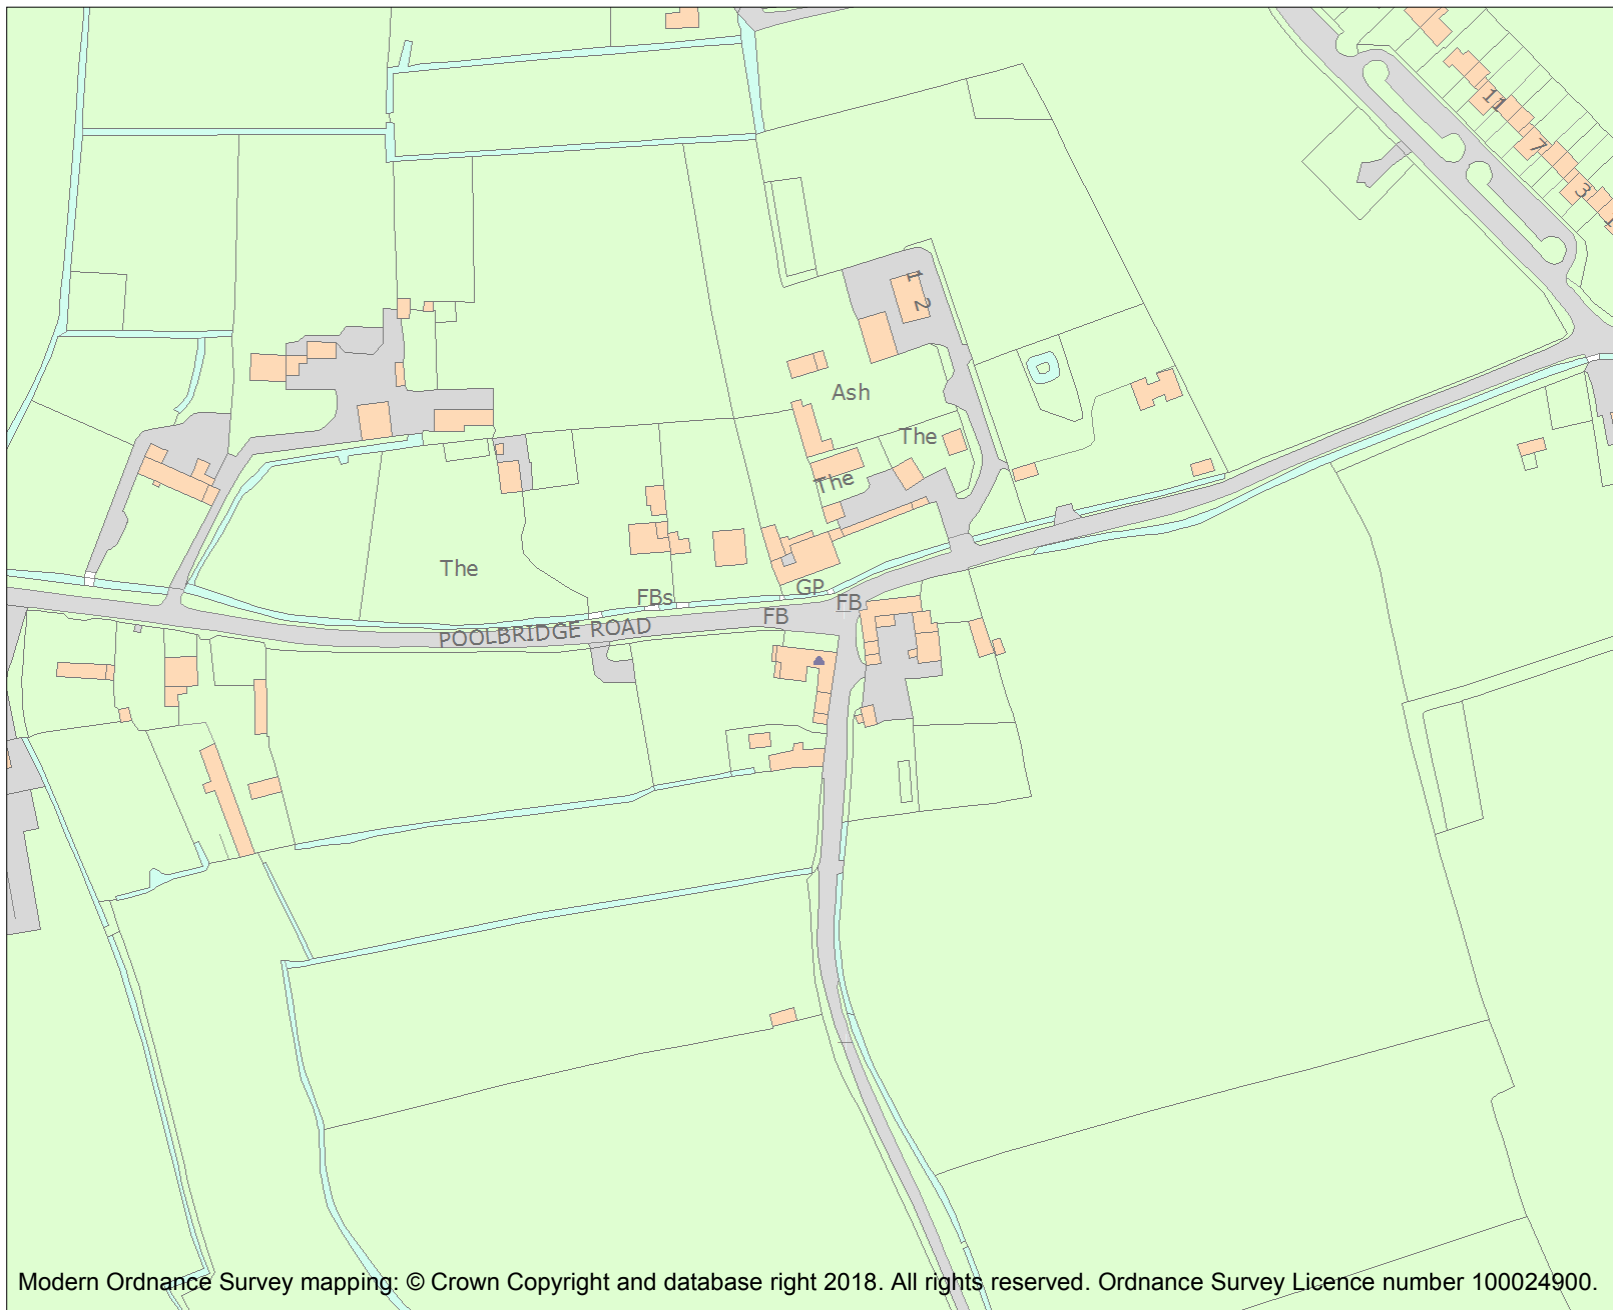 11
7
3
1
1
2
Ash
The
The
The
GP
FBs
FB
FB
POOLBRIDGE ROAD
Modern Ordnance Survey mapping: © Crown Copyright and database right 2018. All rights reserved. Ordnance Survey Licence number 100024900.